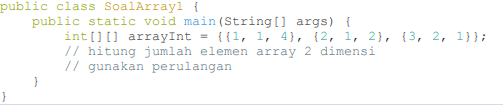 public class SoalArray1 {
    public static void main(String[] args) {
        int[][] arrayInt = {{1, 1, 4}, {2, 1, 2}, {3, 2, 1}};
        // hitung jumlah elemen array 2 dimensi
        // gunakan perulangan
    }
}